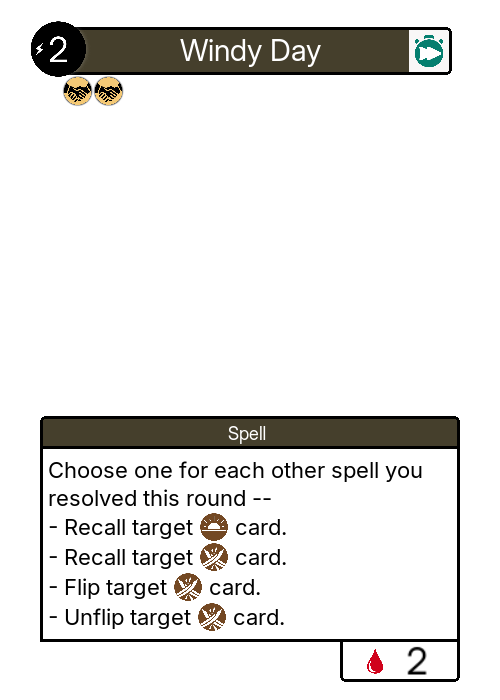 2
Windy Day
Spell
Choose one for each other spell you
resolved this round --
- Recall target card.
- Recall target card.
- Flip target card.
- Unflip target card.
2